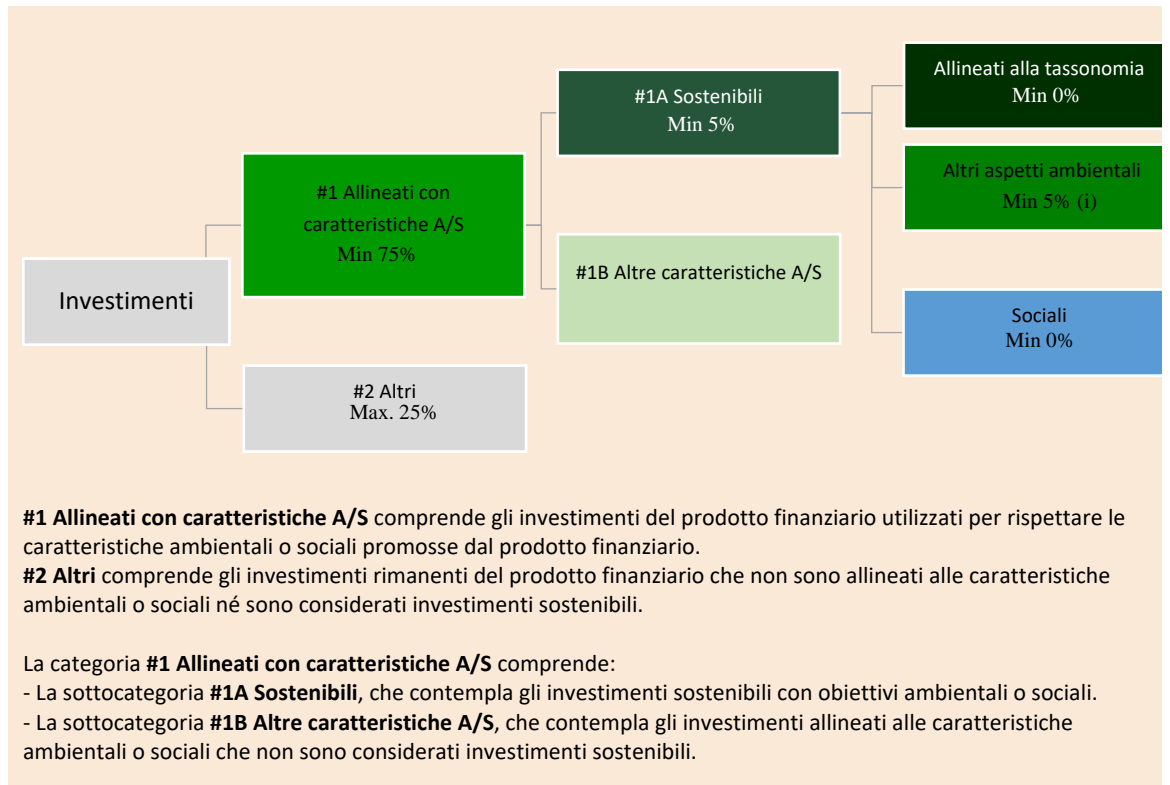 Investimenti
#1 Allineati con
caratteristiche A/S
Min 75%
#2 Altri
Max. 25%
#1A Sostenibili
Min 5%
#1B Altre caratteristiche A/S
Allineati alla tassonomia
Min 0%
Altri aspetti ambientali
Min 5% (i)
Sociali
Min 0%
#1 Allineati con caratteristiche A/S comprende gli investimenti del prodotto finanziario utilizzati per rispettare le
caratteristiche ambientali o sociali promosse dal prodotto finanziario.
#2 Altri comprende gli investimenti rimanenti del prodotto finanziario che non sono allineati alle caratteristiche
ambientali o sociali né sono considerati investimenti sostenibili.
La categoria #1 Allineati con caratteristiche A/S comprende:
- La sottocategoria #1A Sostenibili, che contempla gli investimenti sostenibili con obiettivi ambientali o sociali.
- La sottocategoria #1B Altre caratteristiche A/S, che contempla gli investimenti allineati alle caratteristiche
ambientali o sociali che non sono considerati investimenti sostenibili.